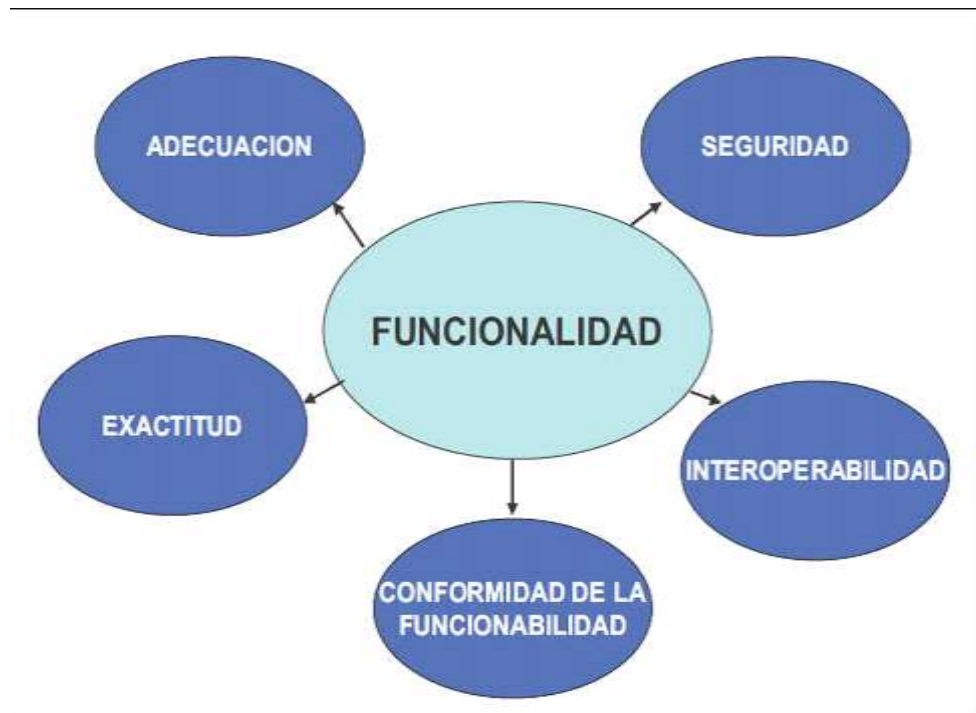 ADECUACION
SEGURIDAD
FUNCIONALIDAD
EXACTITUD
INTEROPERABILIDAD
CONFORMIDAD DE LA
FUNCIONABILIDAD